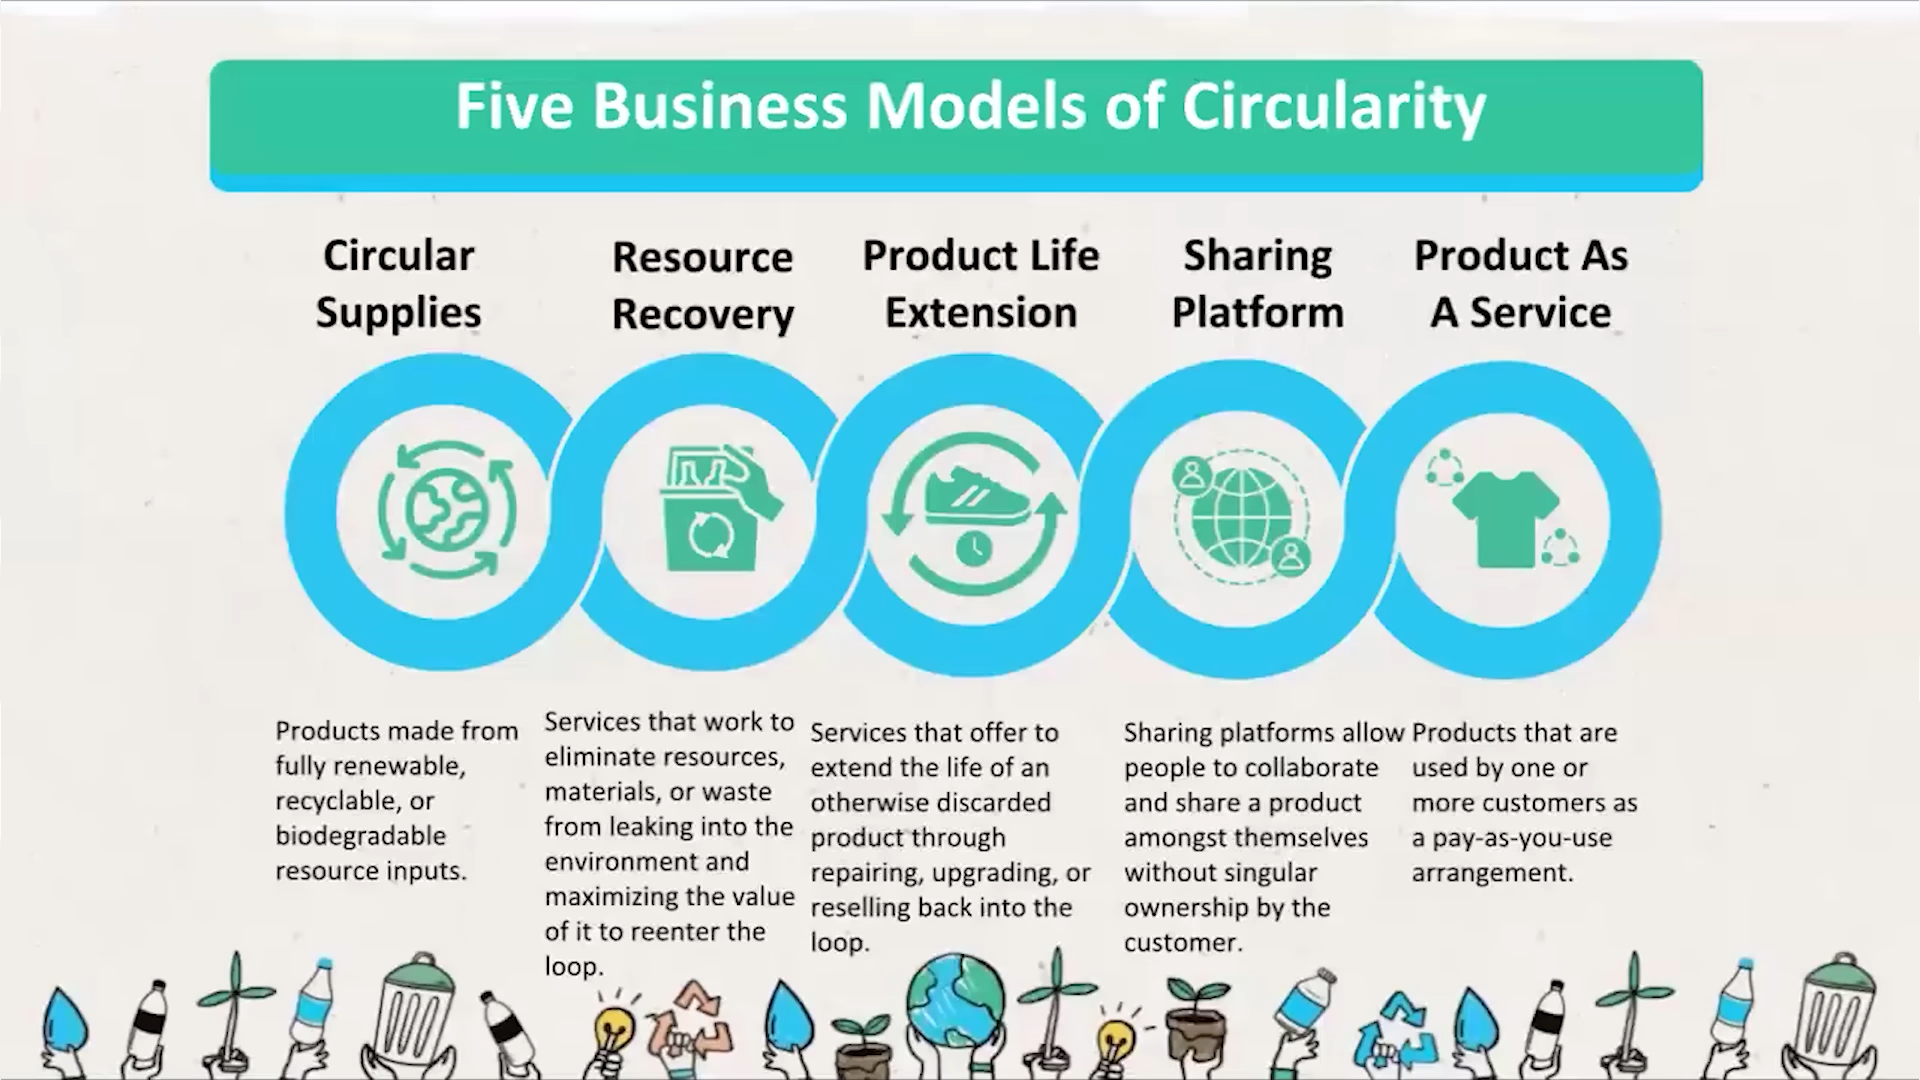 Five Business Models of Circularity
Circular
Supplies
Resource
Recovery
Product Life
Extension
Sharing
Platform
Product As
A Service
Products made from
fully renewable,
recyclable, or
biodegradable
resource inputs.
Services that work to
eliminate resources,
materials, or waste
from leaking into the
environment and
maximizing the value
of it to reenter the
loop.
Services that offer to
extend the life of an
otherwise discarded
product through
repairing, upgrading, or
reselling back into the
loop.
Sharing platforms allow
people to collaborate
and share a product
amongst themselves
without singular
ownership by the
customer.
Products that are
used by one or
more customers as
a pay-as-you-use
arrangement.